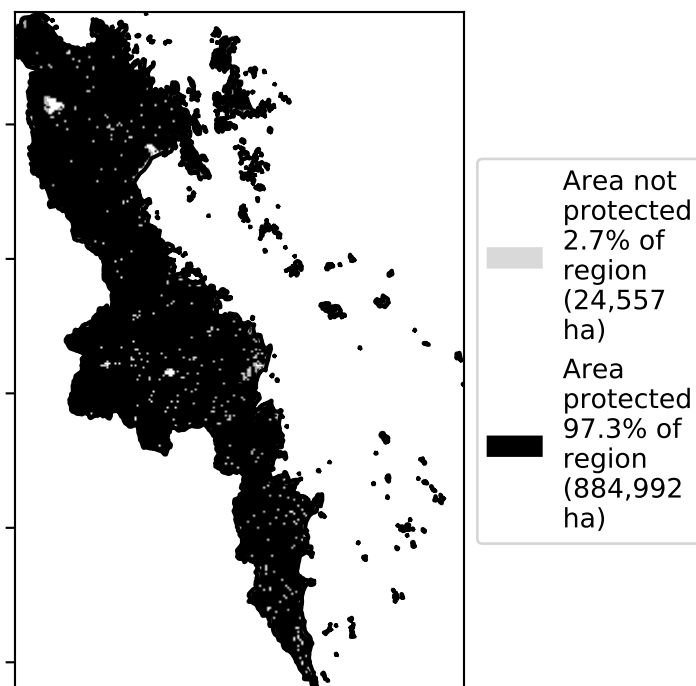 Area not
protected
2.7% of
region
(24,557
ha)
Area
protected
97.3% of
region
(884,992
ha)